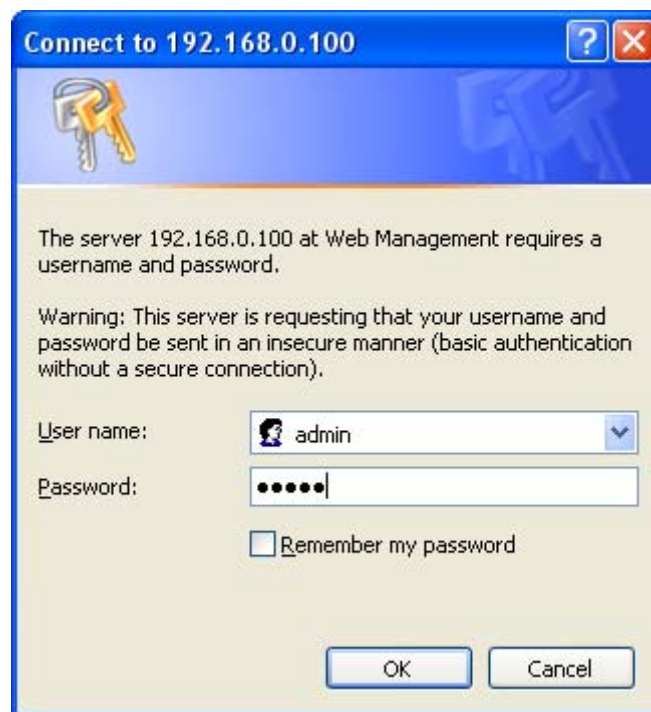 Connect to 192.168.0.100
The server 192.168.0.100 at Web Management requires a
username and password.
Warning: This server is requesting that your username and
password be sent in an insecure manner (basic authentication
without a secure connection).
User name:
admin
Password:
•••••
Remember my password
OK
Cancel